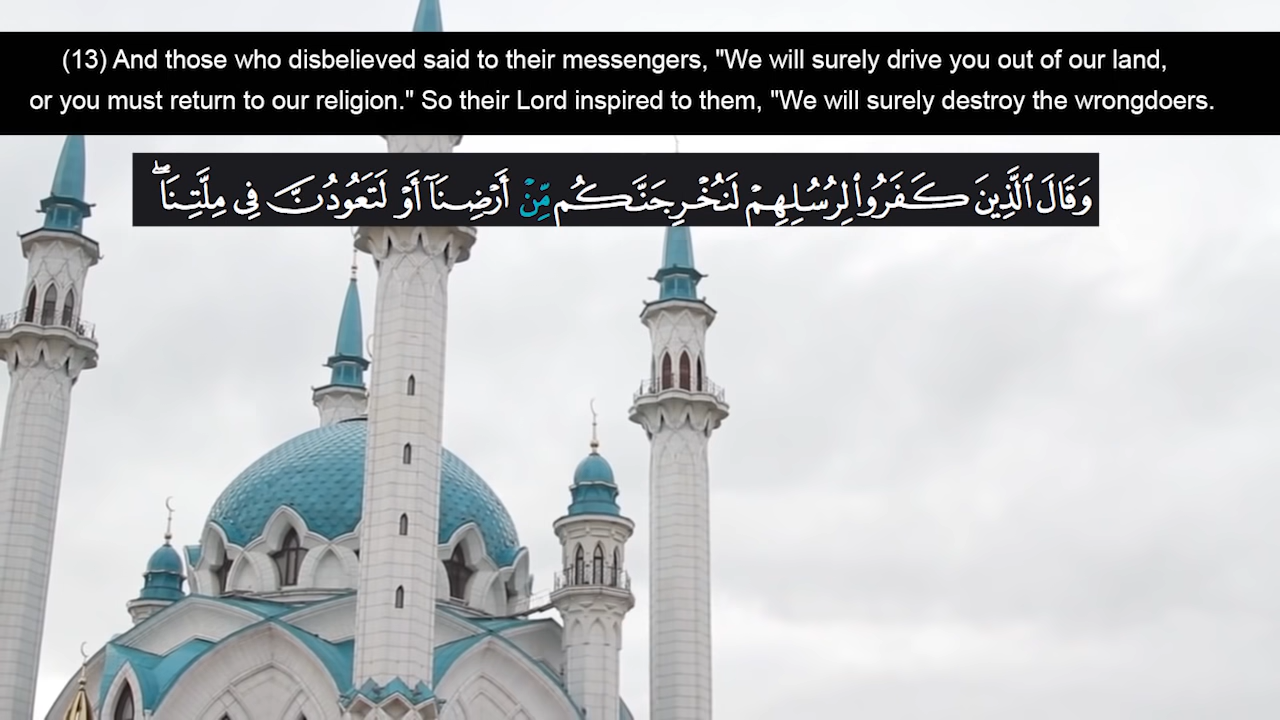 (13) And those who disbelieved said to their messengers, "We will surely drive you out of our land,
or you must return to our religion." So their Lord inspired to them, "We will surely destroy the wrongdoers.
وَقَالَ ٱلَّذِينَ كَفَرُوا۟ لِرُسُلِهِمۡ لَنُخۡرِجَنَّكُم مِّنۡ أَرۡضِنَآ أَوۡ لَتَعُودُنَّ فِي مِلَّتِنَاۖ